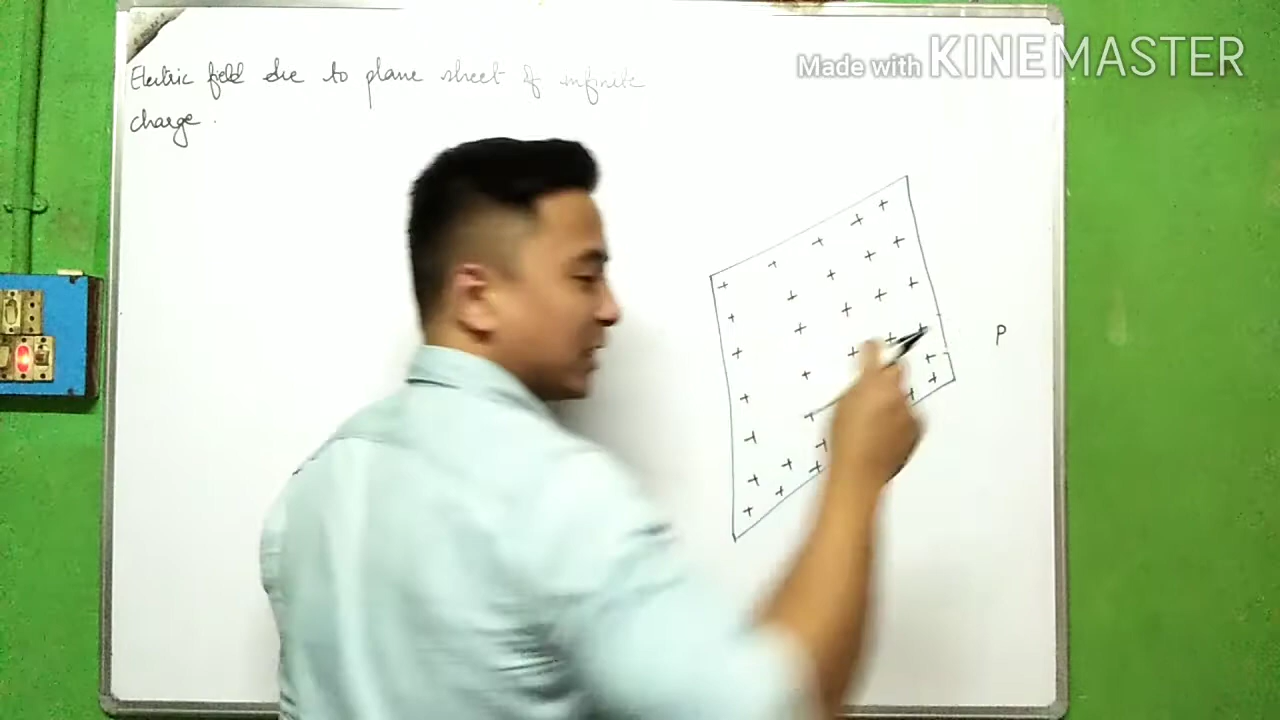 Made with KINEMASTER
Electric field due to plane sheet of infinite
charge.
P